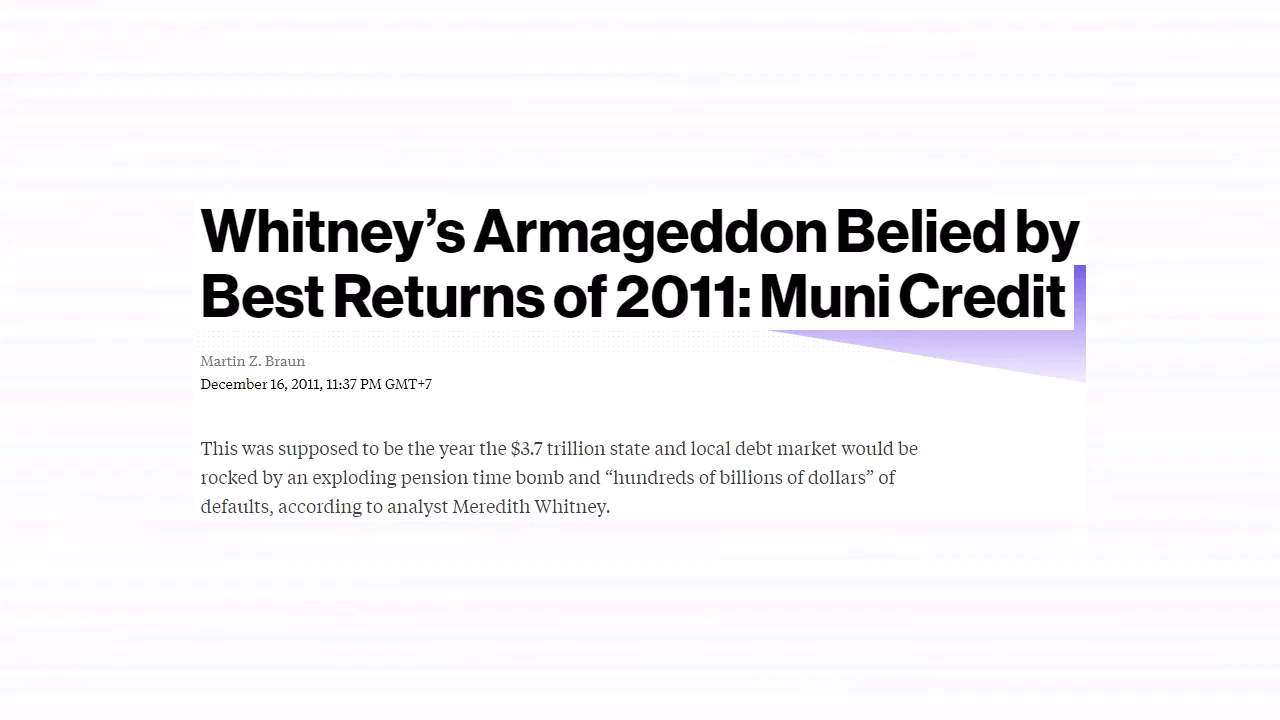 Whitney’s Armageddon Belied by
Best Returns of 2011: Muni Credit
Martin Z. Braun
December 16, 2011, 11:37 PM GMT+7
This was supposed to be the year the $3.7 trillion state and local debt market would be
rocked by an exploding pension time bomb and “hundreds of billions of dollars” of
defaults, according to analyst Meredith Whitney.